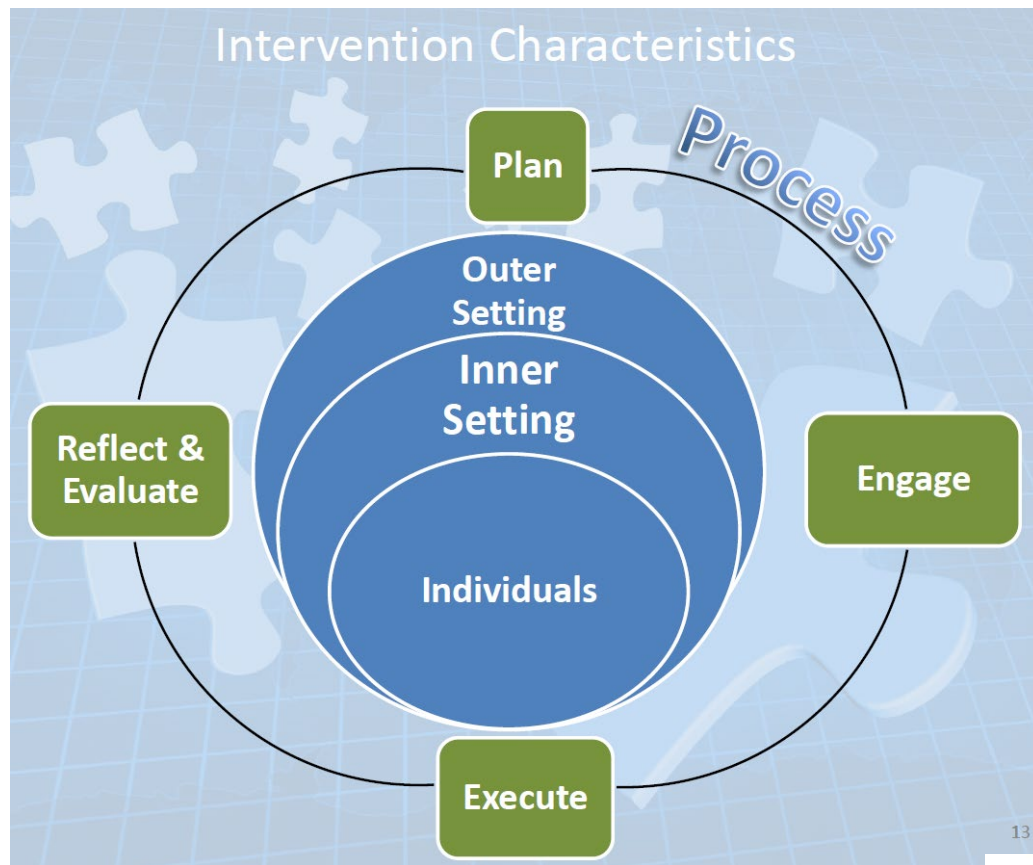 Intervention Characteristics
Process
Plan
Outer
Setting
Inner
Setting
Reflect &
Evaluate
Engage
Individuals
Execute
13